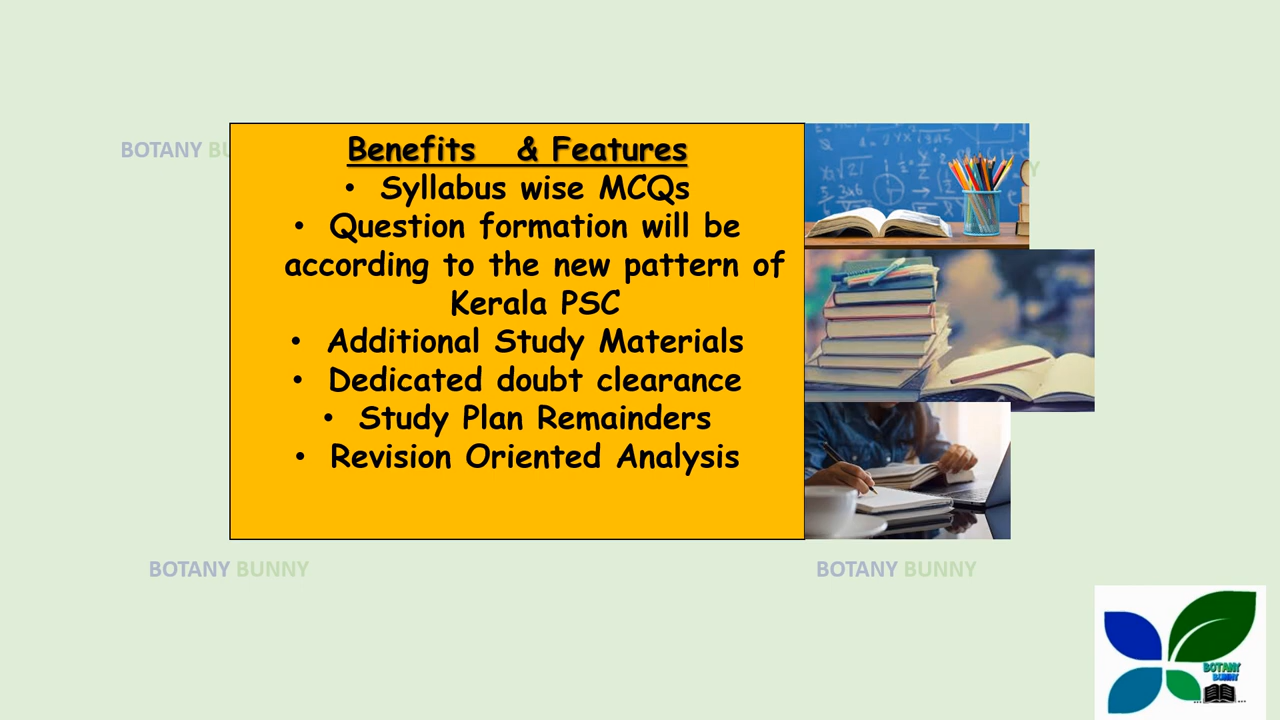 BOTANY BU
Benefits & Features
• Syllabus wise MCQs
• Question formation will be
according to the new pattern of
Kerala PSC
• Additional Study Materials
• Dedicated doubt clearance
• Study Plan Remainders
• Revision Oriented Analysis
Y
BOTANY BUNNY
BOTANY BUNNY
BOTANY
BUNNY